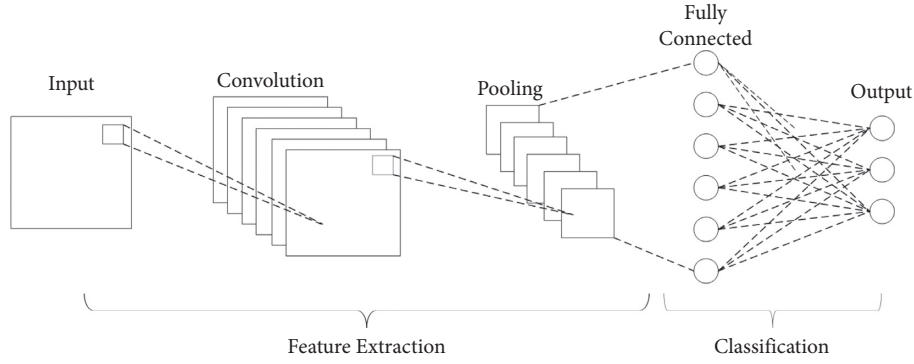 Input
Convolution
Pooling
Fully
Connected
Output
Feature Extraction
Classification